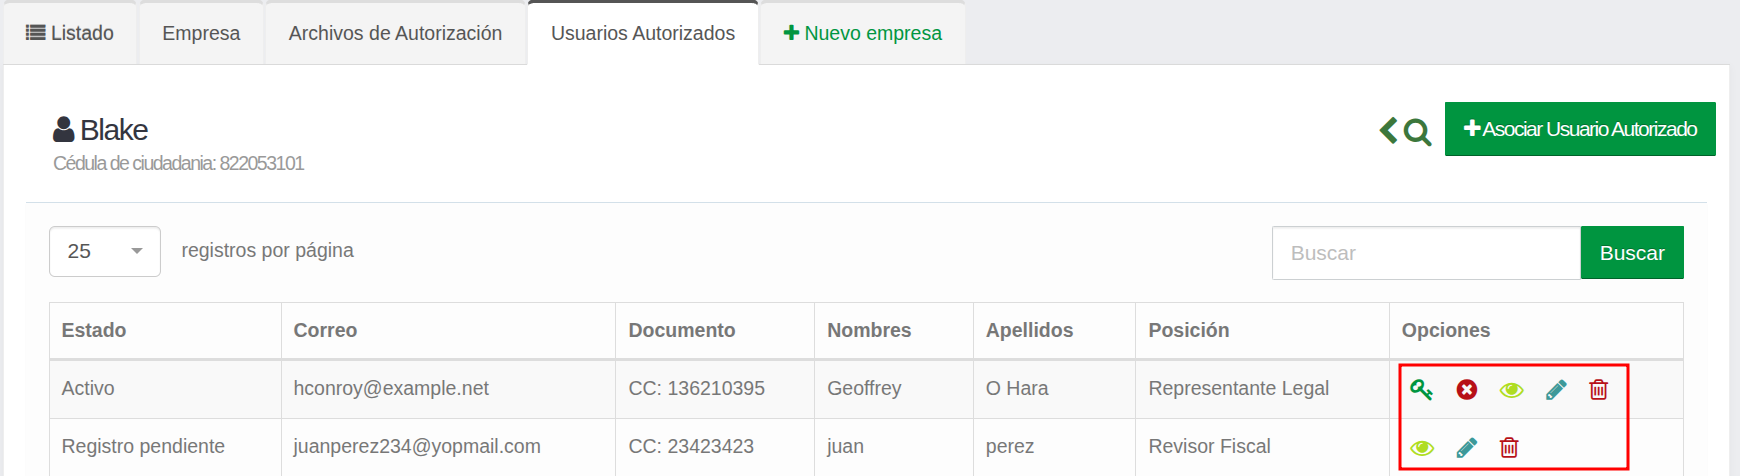 Listado Empresa Archivos de Autorización Usuarios Autorizados Nuevo empresa
Blake
Asociar Usuario Autorizado
Cédula de ciudadania: 822053101
25 registros por página
Buscar Buscar
Estado Correo Documento Nombres Apellidos Posición Opciones
Activo hconroy@example.net CC: 136210395 Geoffrey O Hara Representante Legal
Registro pendiente juanperez234@yopmail.com CC: 23423423 juan perez Revisor Fiscal